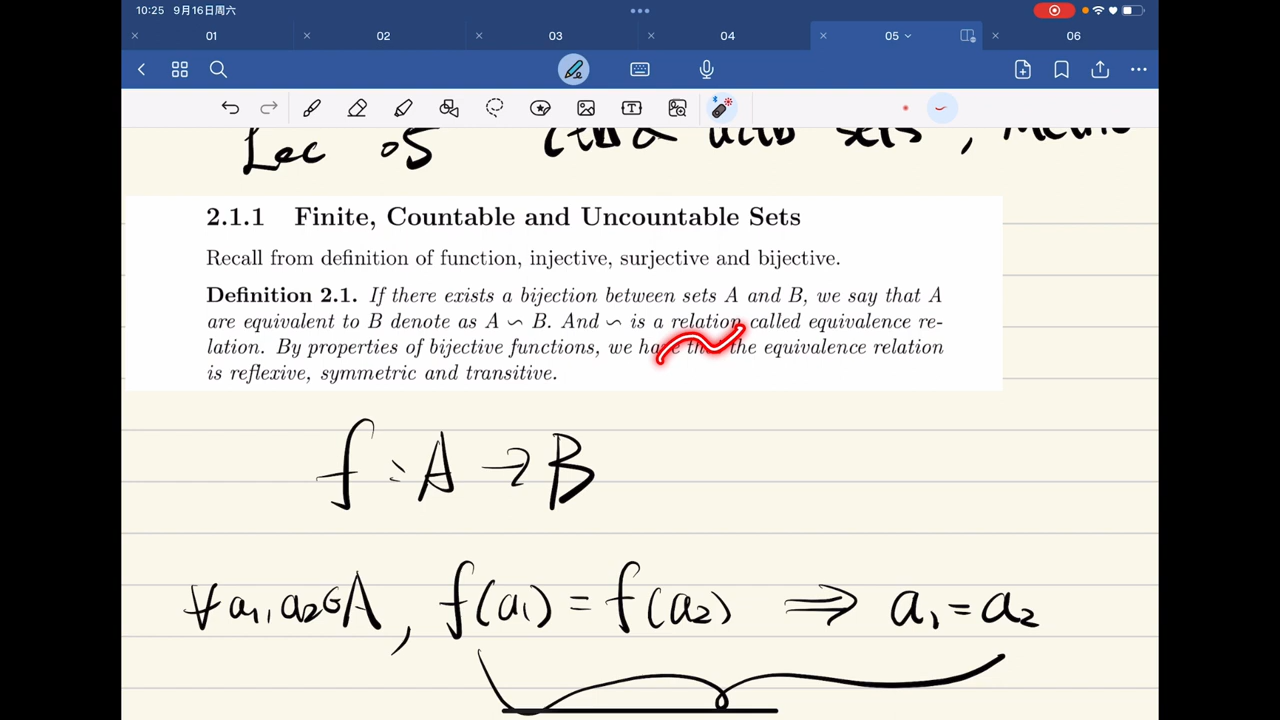 10:25 9月16日周六
01 02 03 04 05 06
Lec 05 sets ,
2.1.1 Finite, Countable and Uncountable Sets
Recall from definition of function, injective, surjective and bijective.
Definition 2.1. If there exists a bijection between sets A and B, we say that A
are equivalent to B denote as A ∽ B. And ∽ is a relation called equivalence re-
lation. By properties of bijective functions, we have that the equivalence relation
is reflexive, symmetric and transitive.
f : A → B
∀ a₁, a₂ ∈ A, f(a₁) = f(a₂) ⟹ a₁ = a₂